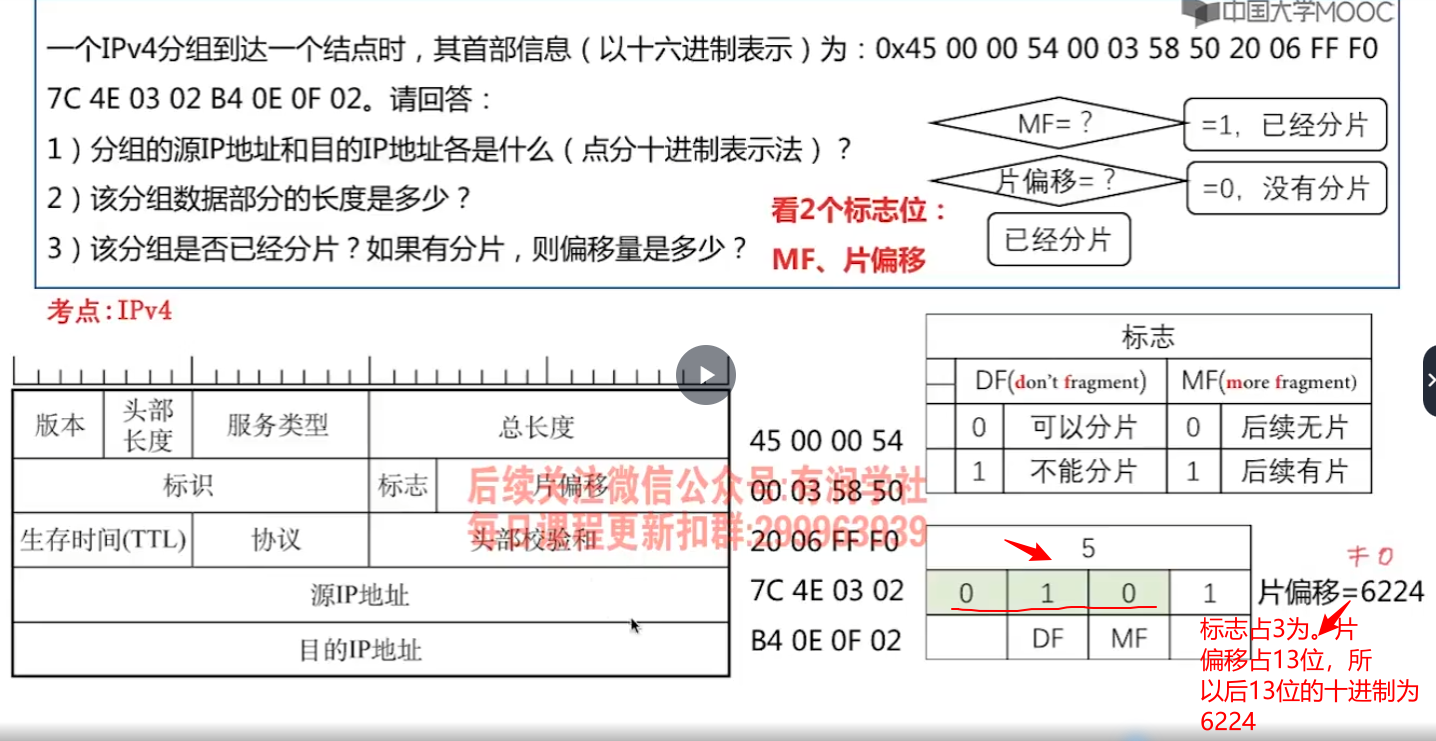 中国大学MOOC
一个IPv4分组到达一个结点时，其首部信息（以十六进制表示）为：0x45 00 00 54 00 03 58 50 20 06 FF F0
7C 4E 03 02 B4 0E 0F 02。请回答：
1）分组的源IP地址和目的IP地址各是什么（点分十进制表示法）？
2）该分组数据部分的长度是多少？
3）该分组是否已经分片？如果有分片，则偏移量是多少？
MF=？
=1，已经分片
片偏移=？
=0，没有分片
已经分片
看2个标志位：
MF、片偏移
考点:IPv4
版本 头部长度 服务类型 总长度
标识 标志 片偏移
生存时间(TTL) 协议 头部校验和
源IP地址
目的IP地址
后续关注微信公众号:有润学社
每日课程更新扣群:299963939
45 00 00 54
00 03 58 50
20 06 FF F0
7C 4E 03 02
B4 0E 0F 02
标志
DF(don't fragment) MF(more fragment)
0 可以分片 0 后续无片
1 不能分片 1 后续有片
5
0 1 0 1
DF MF
≠0
片偏移=6224
标志占3为。片
偏移占13位，所
以后13位的十进制为
6224